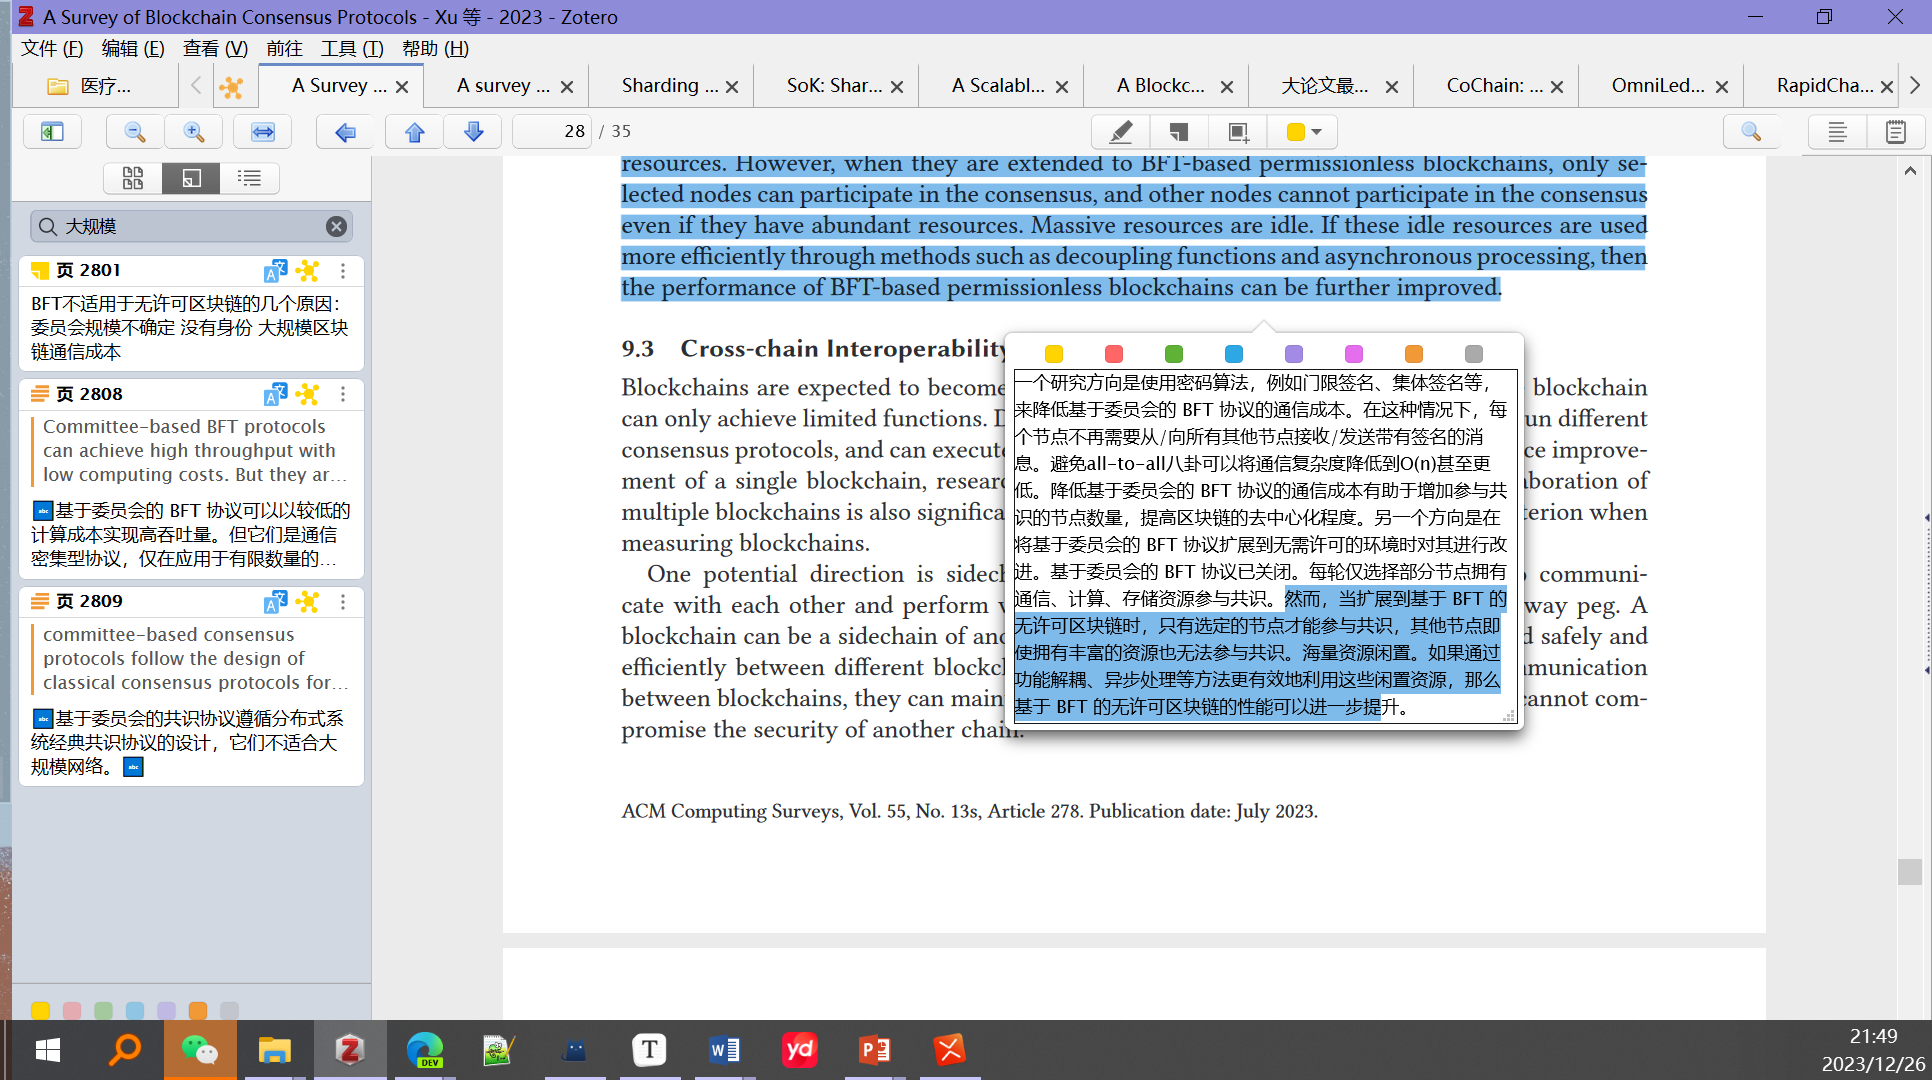 A Survey of Blockchain Consensus Protocols - Xu 等 - 2023 - Zotero
文件 (F) 编辑 (E) 查看 (V) 前往 工具 (T) 帮助 (H)
医疗... A Survey ... A survey ... Sharding ... SoK: Shar... A Scalabl... A Blockc... 大论文最... CoChain: ... OmniLed... RapidCha...
28 / 35
大规模
页 2801
BFT不适用于无许可区块链的几个原因：
委员会规模不确定 没有身份 大规模区块
链通信成本
页 2808
Committee-based BFT protocols
can achieve high throughput with
low computing costs. But they ar...
基于委员会的 BFT 协议可以以较低的
计算成本实现高吞吐量。但它们是通信
密集型协议，仅在应用于有限数量的...
页 2809
committee-based consensus
protocols follow the design of
classical consensus protocols for...
基于委员会的共识协议遵循分布式系
统经典共识协议的设计，它们不适合大
规模网络。
resources. However, when they are extended to BFT-based permissionless blockchains, only se-
lected nodes can participate in the consensus, and other nodes cannot participate in the consensus
even if they have abundant resources. Massive resources are idle. If these idle resources are used
more efficiently through methods such as decoupling functions and asynchronous processing, then
the performance of BFT-based permissionless blockchains can be further improved.
9.3 Cross-chain Interoperability
Blockchains are expected to become blockchain
can only achieve limited functions. D un different
consensus protocols, and can execute ce improve-
ment of a single blockchain, resear aboration of
multiple blockchains is also significa terion when
measuring blockchains.
One potential direction is sidech communi-
cate with each other and perform way peg. A
blockchain can be a sidechain of an d safely and
efficiently between different blockc mmunication
between blockchains, they can main cannot com-
promise the security of another chain.
一个研究方向是使用密码算法，例如门限签名、集体签名等，
来降低基于委员会的 BFT 协议的通信成本。在这种情况下，每
个节点不再需要从/向所有其他节点接收/发送带有签名的消
息。避免all-to-all八卦可以将通信复杂度降低到O(n)甚至更
低。降低基于委员会的 BFT 协议的通信成本有助于增加参与共
识的节点数量，提高区块链的去中心化程度。另一个方向是在
将基于委员会的 BFT 协议扩展到无需许可的环境时对其进行改
进。基于委员会的 BFT 协议已关闭。每轮仅选择部分节点拥有
通信、计算、存储资源参与共识。然而，当扩展到基于 BFT 的
无许可区块链时，只有选定的节点才能参与共识，其他节点即
使拥有丰富的资源也无法参与共识。海量资源闲置。如果通过
功能解耦、异步处理等方法更有效地利用这些闲置资源，那么
基于 BFT 的无许可区块链的性能可以进一步提升。
ACM Computing Surveys, Vol. 55, No. 13s, Article 278. Publication date: July 2023.
DEV
T
yd
21:49
2023/12/26